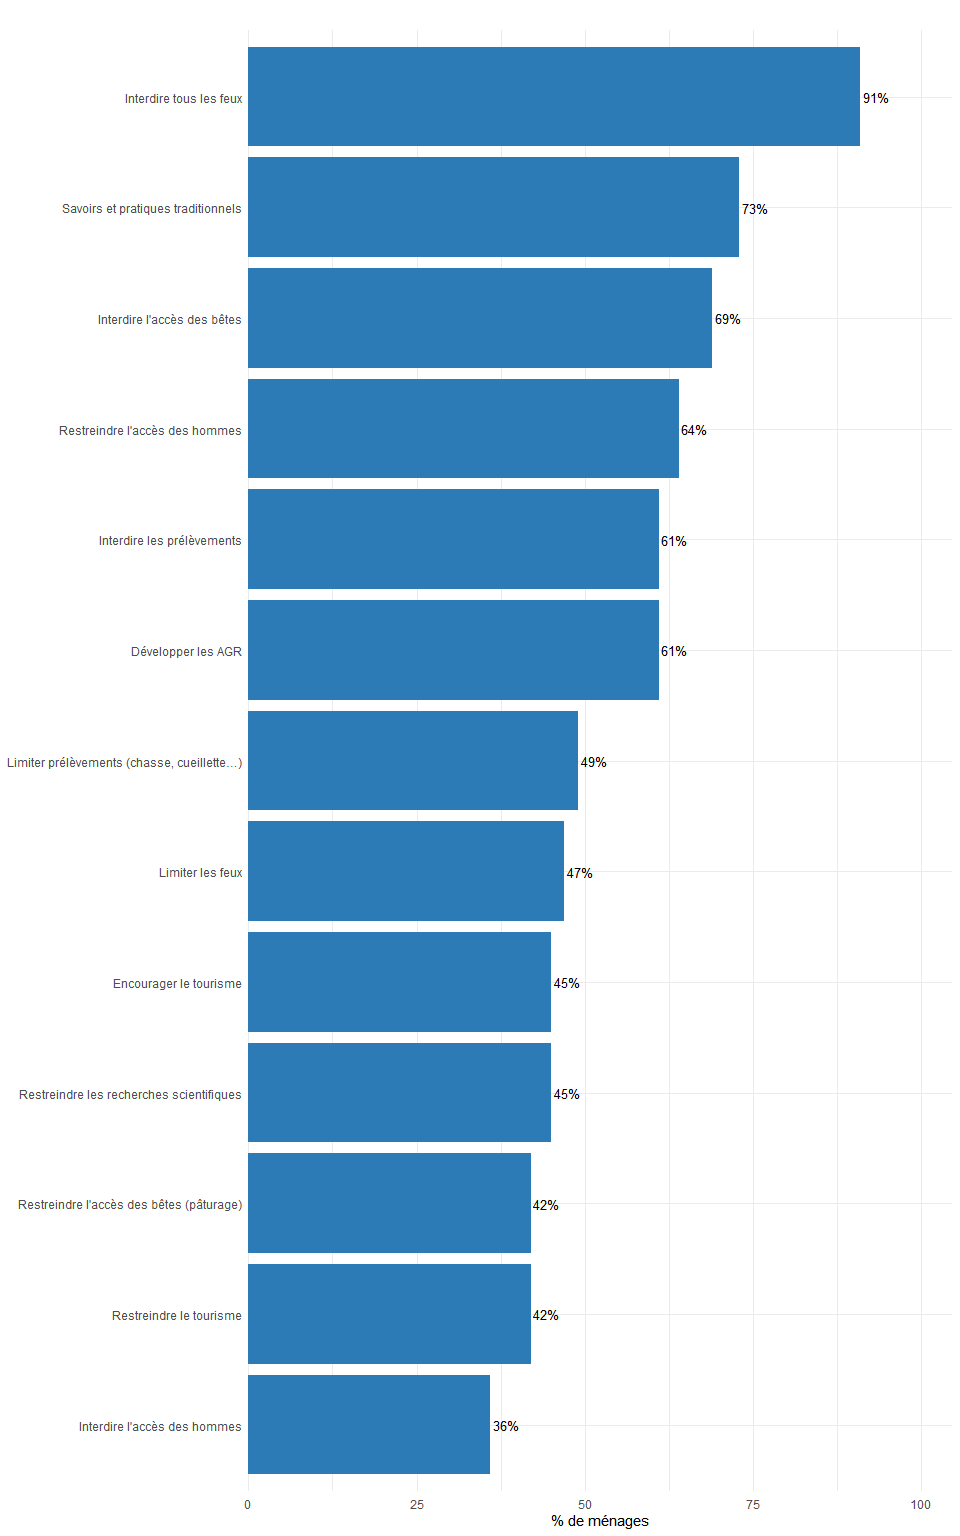 Interdire tous les feux 91%
Savoirs et pratiques traditionnels 73%
Interdire l'accès des bêtes 69%
Restreindre l'accès des hommes 64%
Interdire les prélèvements 61%
Développer les AGR 61%
Limiter prélèvements (chasse, cueillette...) 49%
Limiter les feux 47%
Encourager le tourisme 45%
Restreindre les recherches scientifiques 45%
Restreindre l'accès des bêtes (pâturage) 42%
Restreindre le tourisme 42%
Interdire l'accès des hommes 36%
0 25 50 75 100
% de ménages